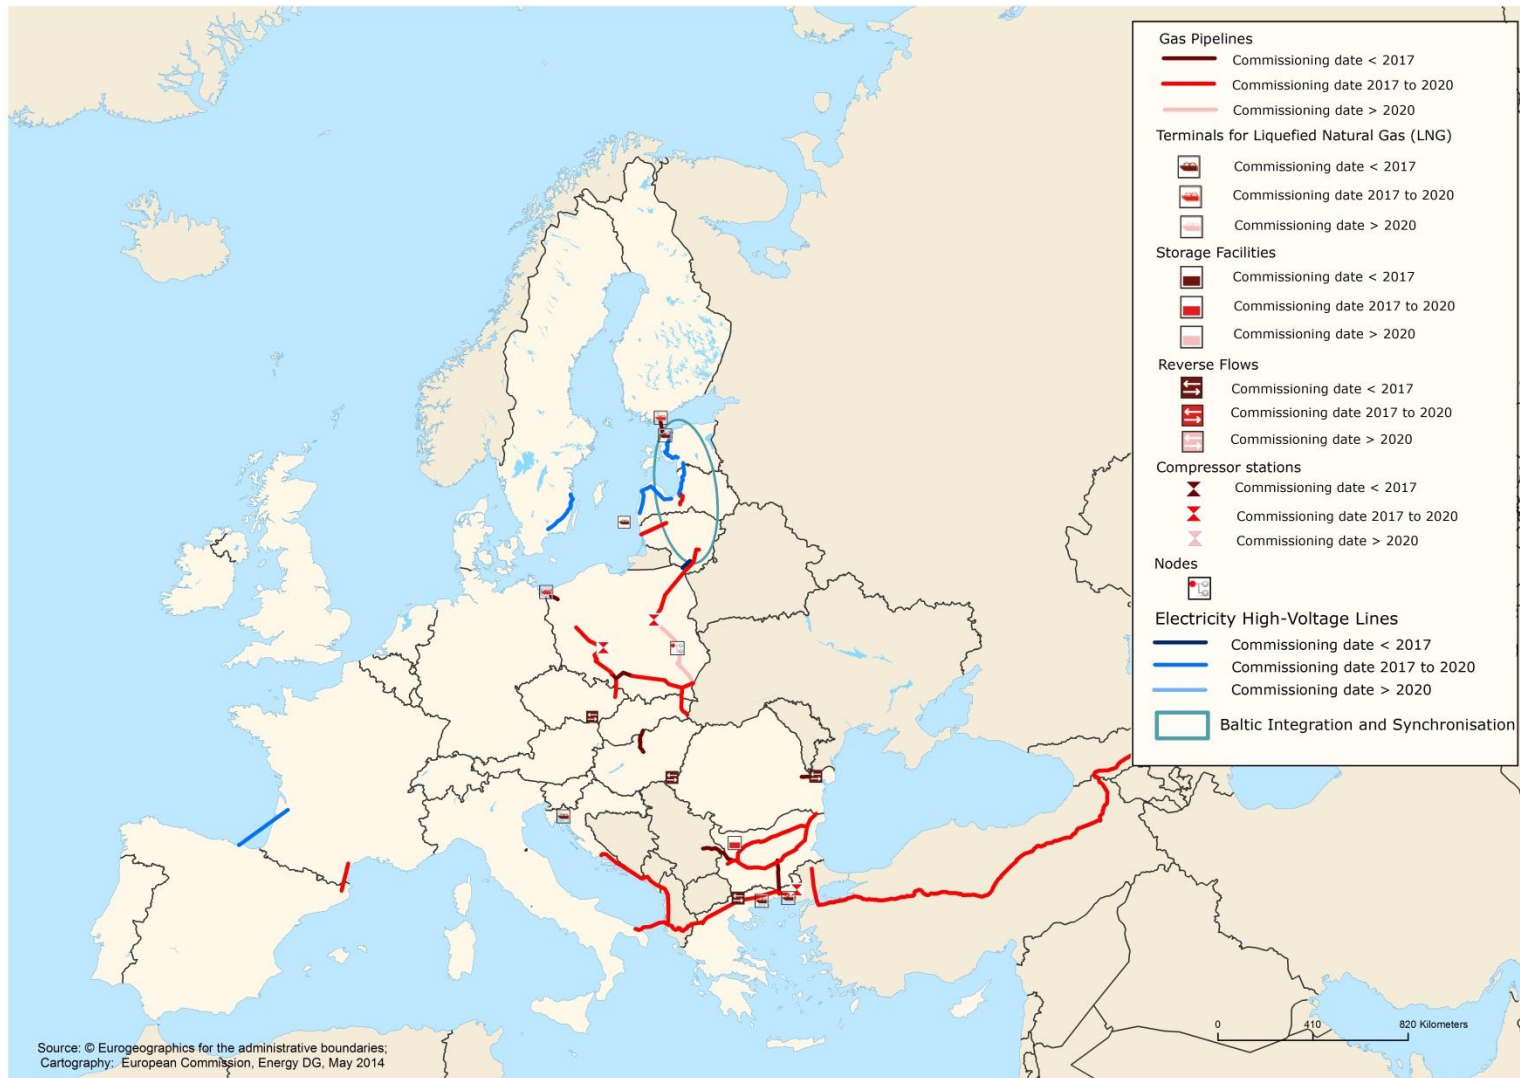 Gas Pipelines
Commissioning date < 2017
Commissioning date 2017 to 2020
Commissioning date > 2020
Terminals for Liquefied Natural Gas (LNG)
Commissioning date < 2017
Commissioning date 2017 to 2020
Commissioning date > 2020
Storage Facilities
Commissioning date < 2017
Commissioning date 2017 to 2020
Commissioning date > 2020
Reverse Flows
Commissioning date < 2017
Commissioning date 2017 to 2020
Commissioning date > 2020
Compressor stations
Commissioning date < 2017
Commissioning date 2017 to 2020
Commissioning date > 2020
Nodes
Electricity High-Voltage Lines
Commissioning date < 2017
Commissioning date 2017 to 2020
Commissioning date > 2020
Baltic Integration and Synchronisation
0 410 820 Kilometers
Source: © Eurogeographics for the administrative boundaries;
Cartography: European Commission, Energy DG, May 2014